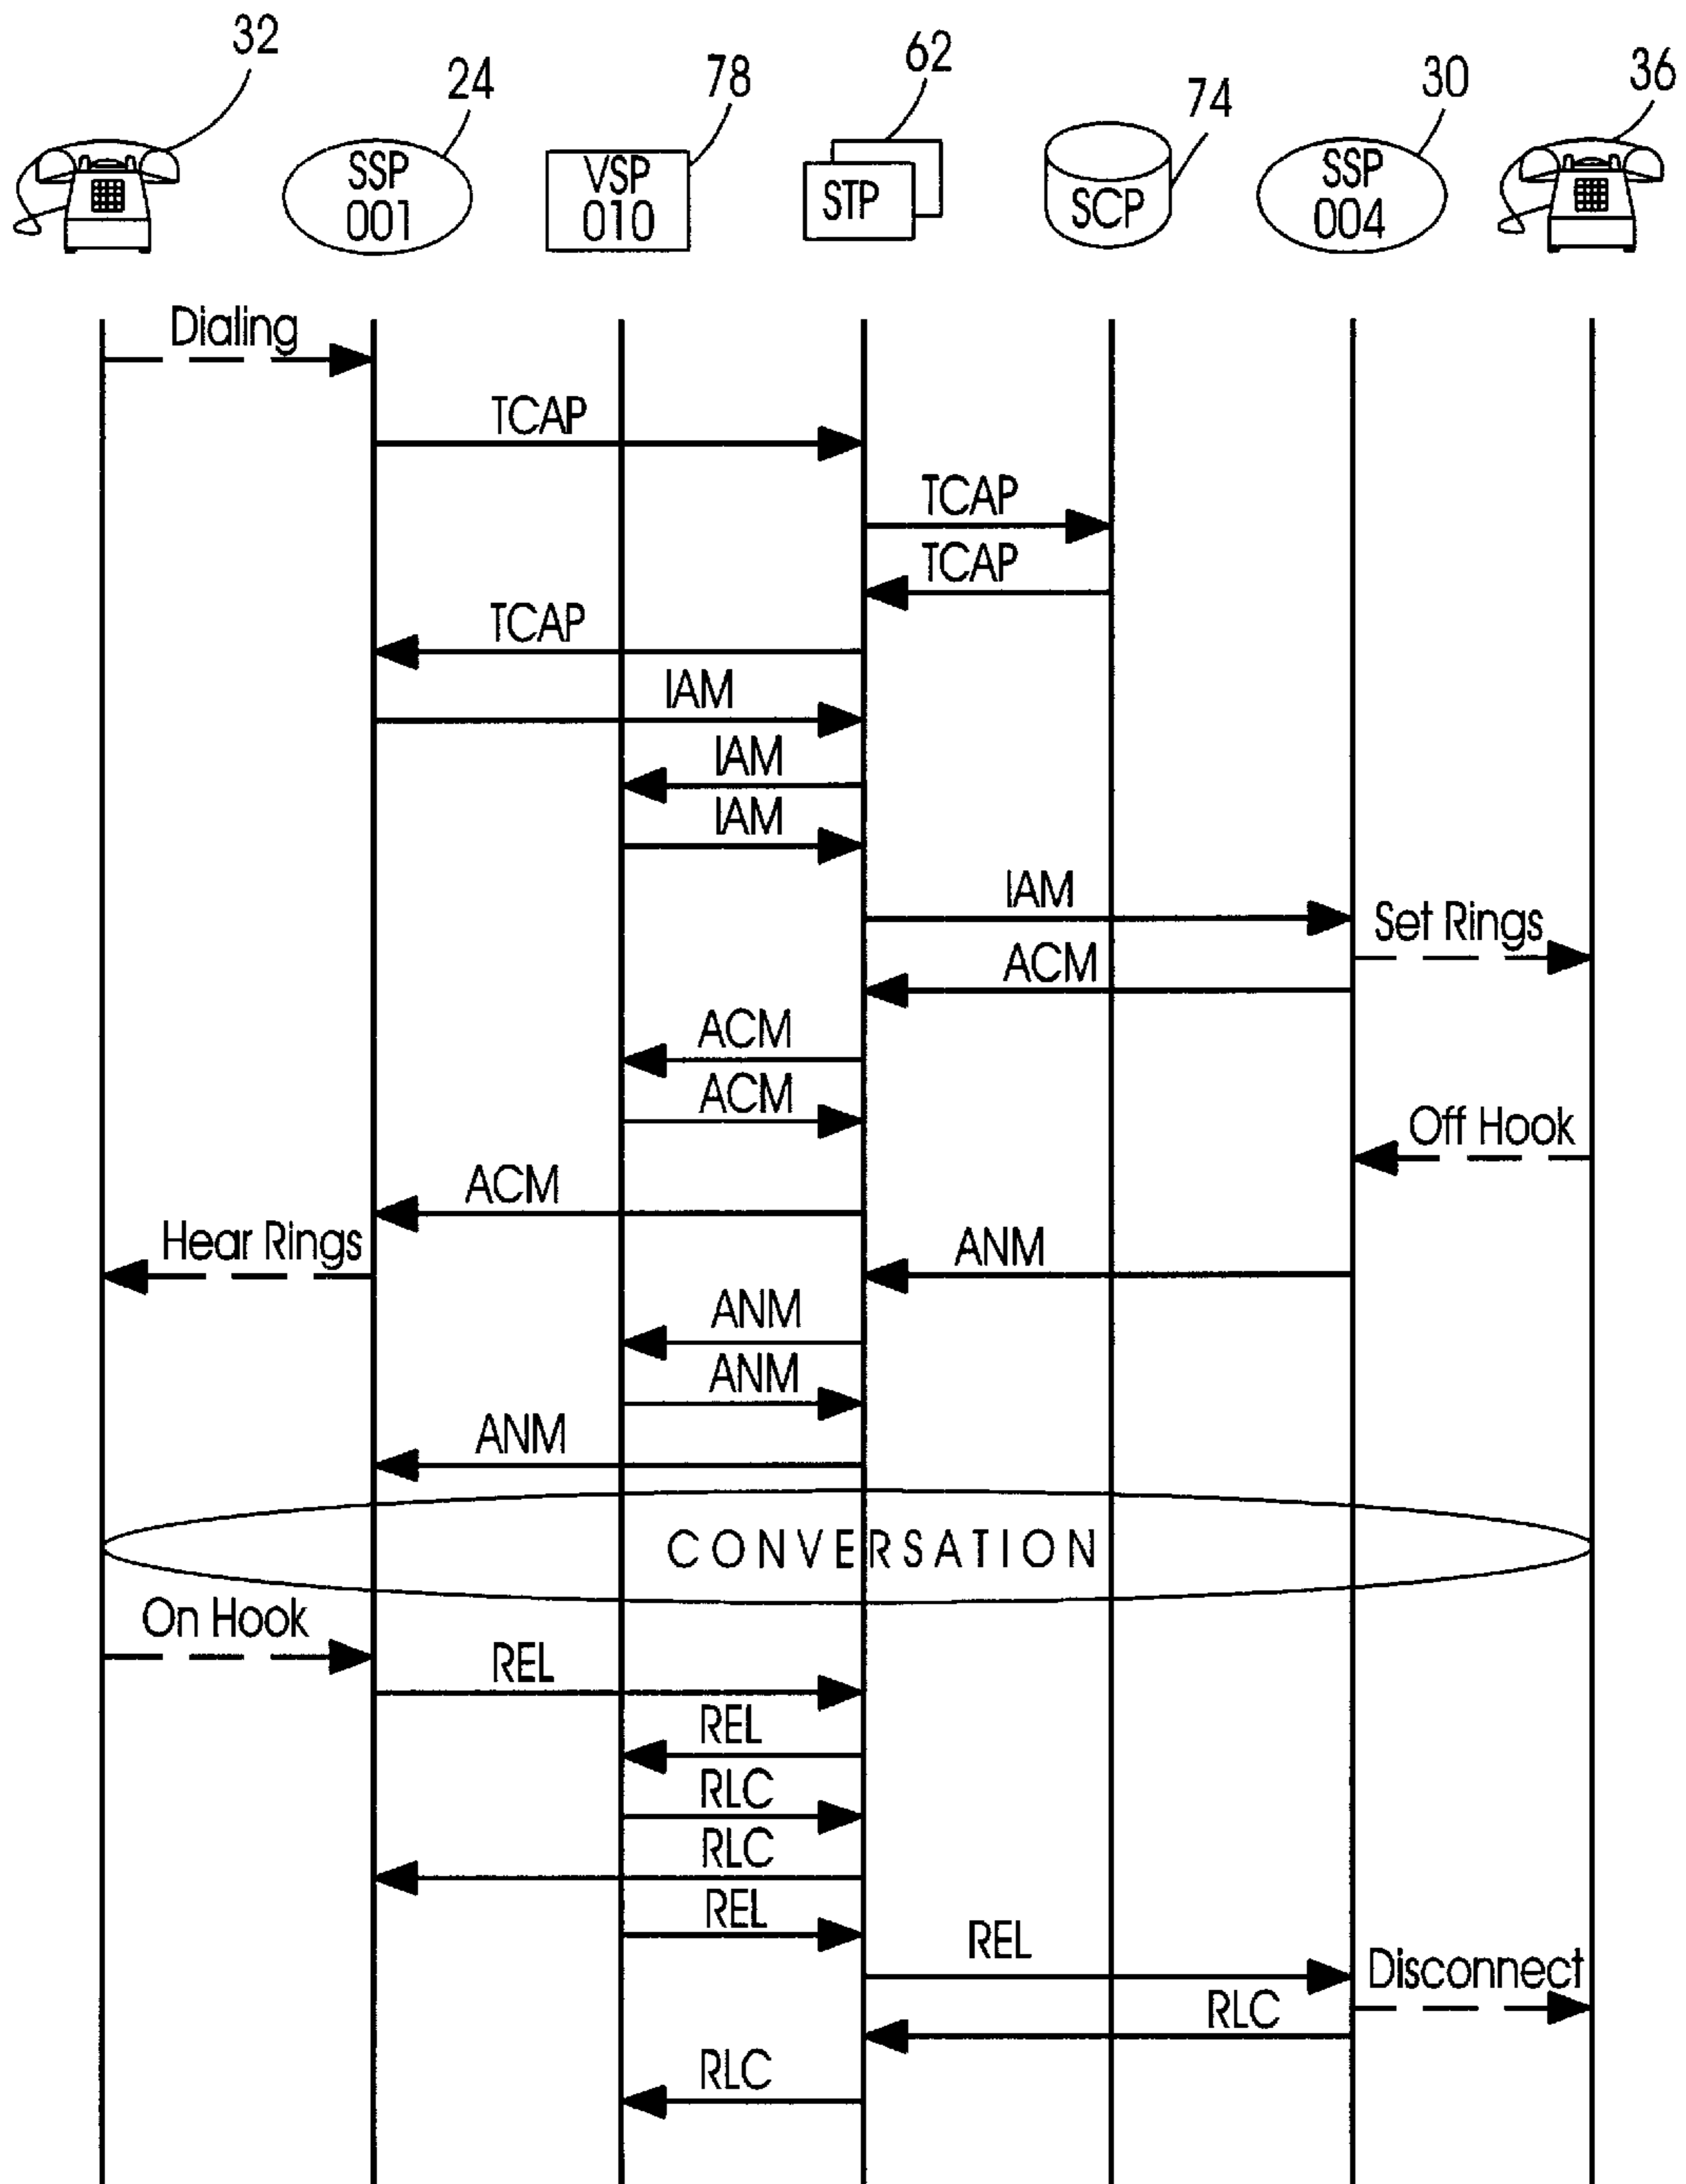 32
24
78
62
74
30
36
SSP
001
VSP
010
STP
SCP
SSP
004
Dialing
TCAP
TCAP
TCAP
TCAP
IAM
IAM
IAM
IAM
Set Rings
ACM
ACM
ACM
Off Hook
ACM
Hear Rings
ANM
ANM
ANM
ANM
CONVERSATION
On Hook
REL
REL
RLC
RLC
REL
REL
Disconnect
RLC
RLC